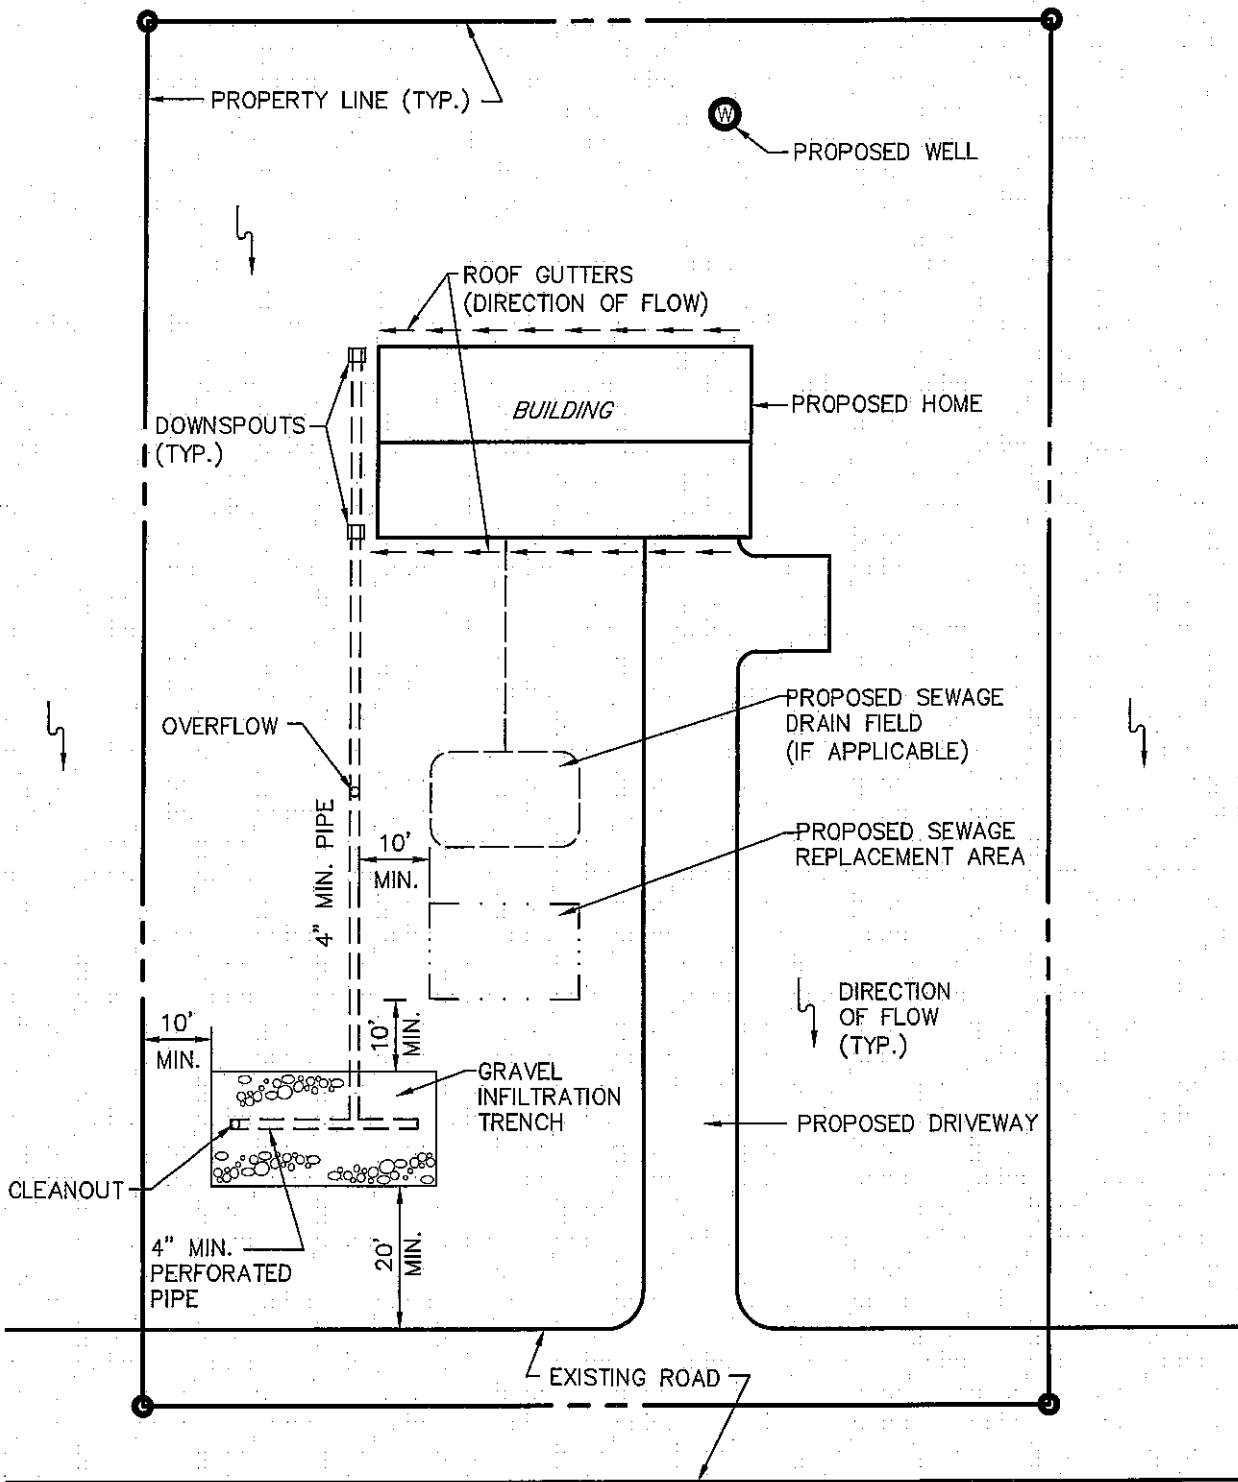 PROPERTY LINE (TYP.)
W
PROPOSED WELL
ROOF GUTTERS
(DIRECTION OF FLOW)
BUILDING
PROPOSED HOME
DOWNSPOUTS
(TYP.)
OVERFLOW
PROPOSED SEWAGE
DRAIN FIELD
(IF APPLICABLE)
4" MIN. PIPE
10'
MIN.
PROPOSED SEWAGE
REPLACEMENT AREA
10'
MIN.
10'
MIN.
DIRECTION
OF FLOW
(TYP.)
GRAVEL
INFILTRATION
TRENCH
PROPOSED DRIVEWAY
CLEANOUT
4" MIN.
PERFORATED
PIPE
20'
MIN.
EXISTING ROAD